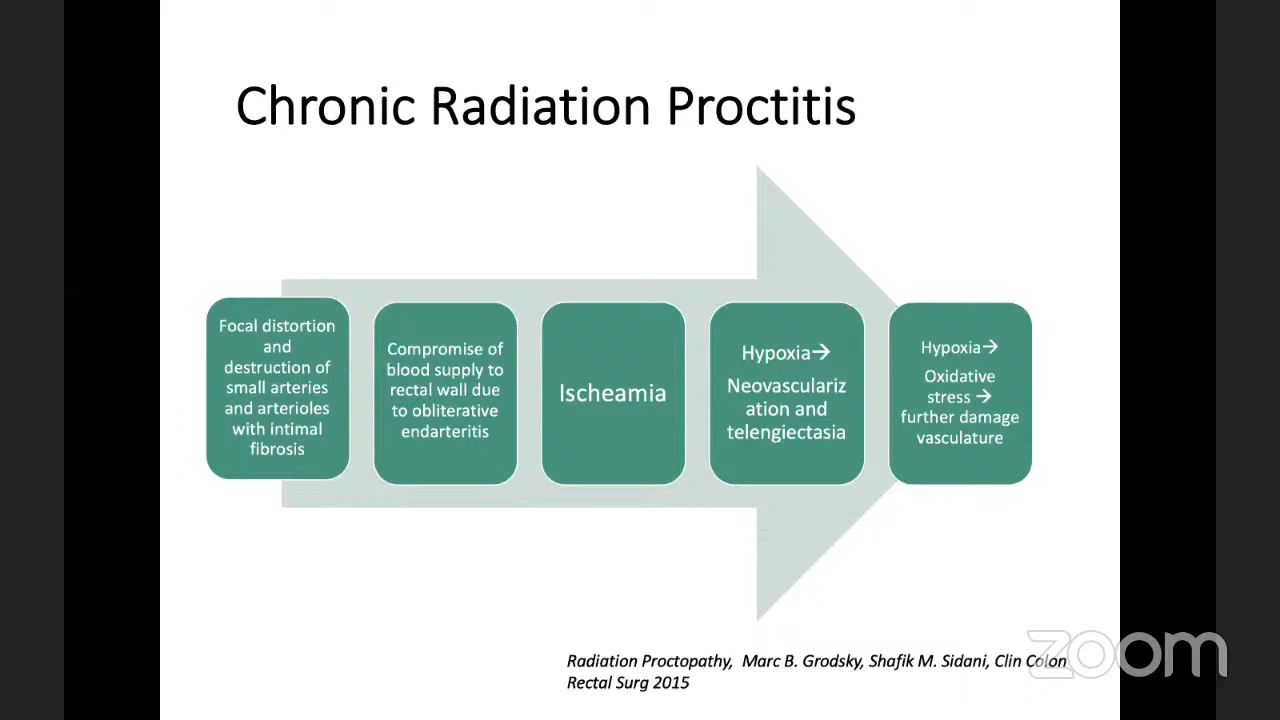 Chronic Radiation Proctitis
Focal distortion
and
destruction of
small arteries
and arterioles
with intimal
fibrosis
Compromise of
blood supply to
rectal wall due
to obliterative
endarteritis
Ischeamia
Hypoxia→
Neovasculariz
ation and
telengiectasia
Hypoxia→
Oxidative
stress →
further damage
vasculature
Radiation Proctopathy, Marc B. Grodsky, Shafik M. Sidani, Clin Colon
Rectal Surg 2015
zoom